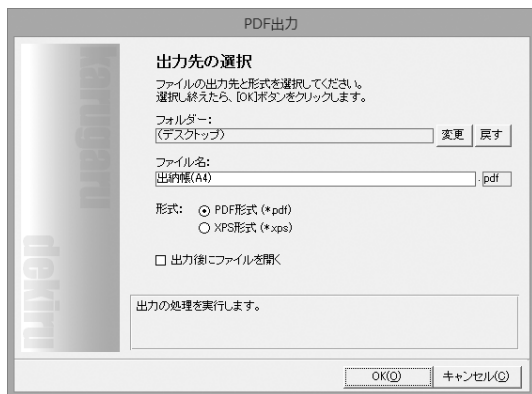 PDF出力
出力先の選択
ファイルの出力先と形式を選択してください。
選択し終えたら、[OK]ボタンをクリックします。
フォルダー:
(デスクトップ) 変更 戻す
ファイル名:
出納帳(A4) .pdf
形式: PDF形式 (*pdf)
XPS形式 (*xps)
出力後にファイルを開く
出力の処理を実行します。
OK(O) キャンセル(C)
karugaru
dekiru